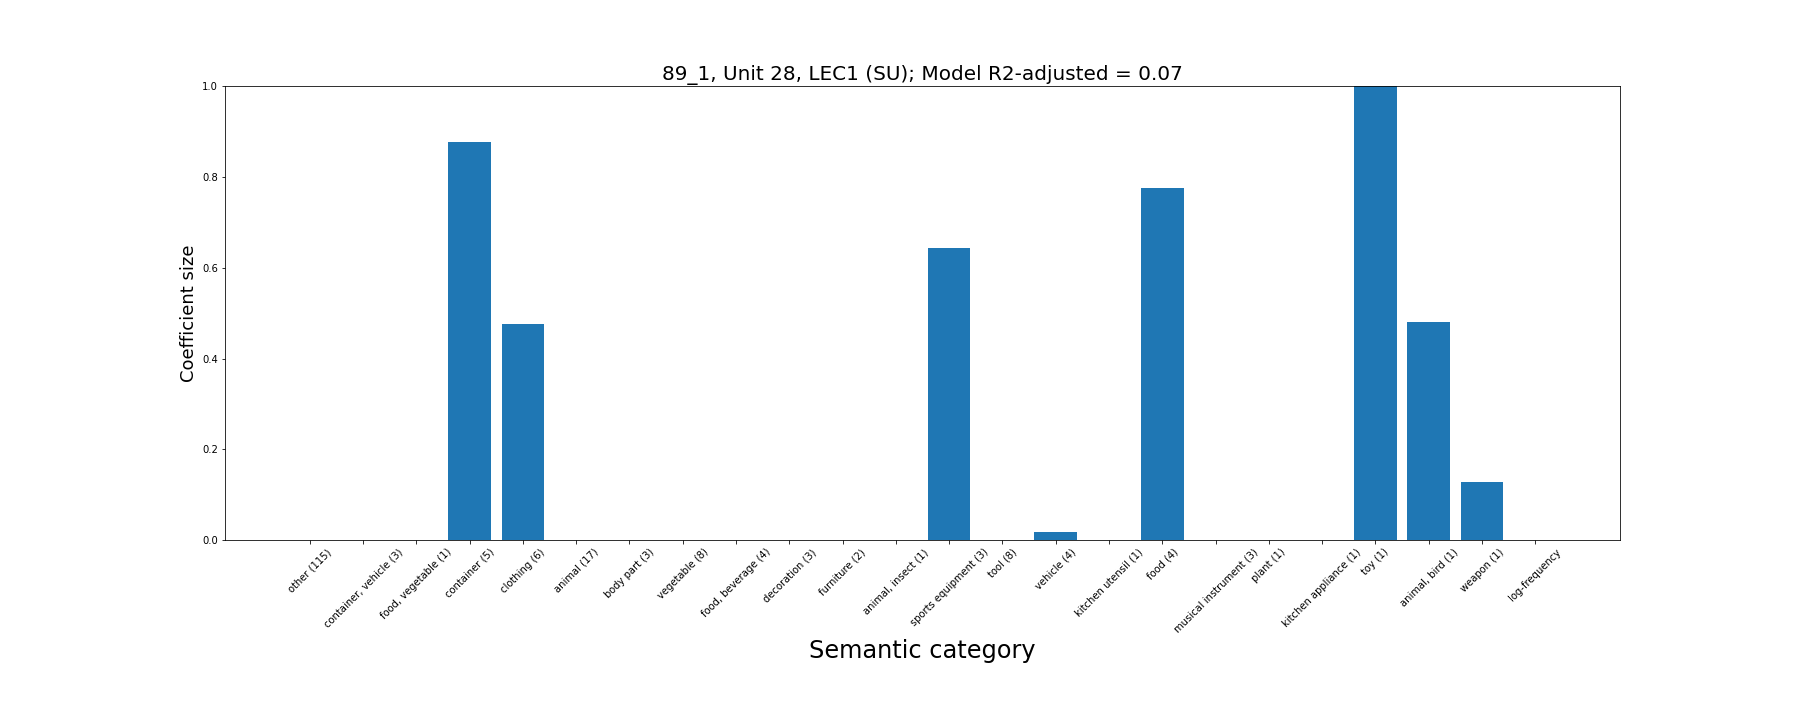 89_1, Unit 28, LEC1 (SU); Model R2-adjusted = 0.07
1.0
0.8
0.6
0.4
0.2
0.0
Coefficient size
other (115)
container, vehicle (3)
food, vegetable (1)
container (5)
clothing (6)
animal (17)
body part (3)
vegetable (8)
food, beverage (4)
decoration (3)
furniture (2)
animal, insect (1)
sports equipment (3)
tool (8)
vehicle (4)
kitchen utensil (1)
food (4)
musical instrument (3)
plant (1)
kitchen appliance (1)
toy (1)
animal, bird (1)
weapon (1)
log-frequency
Semantic category